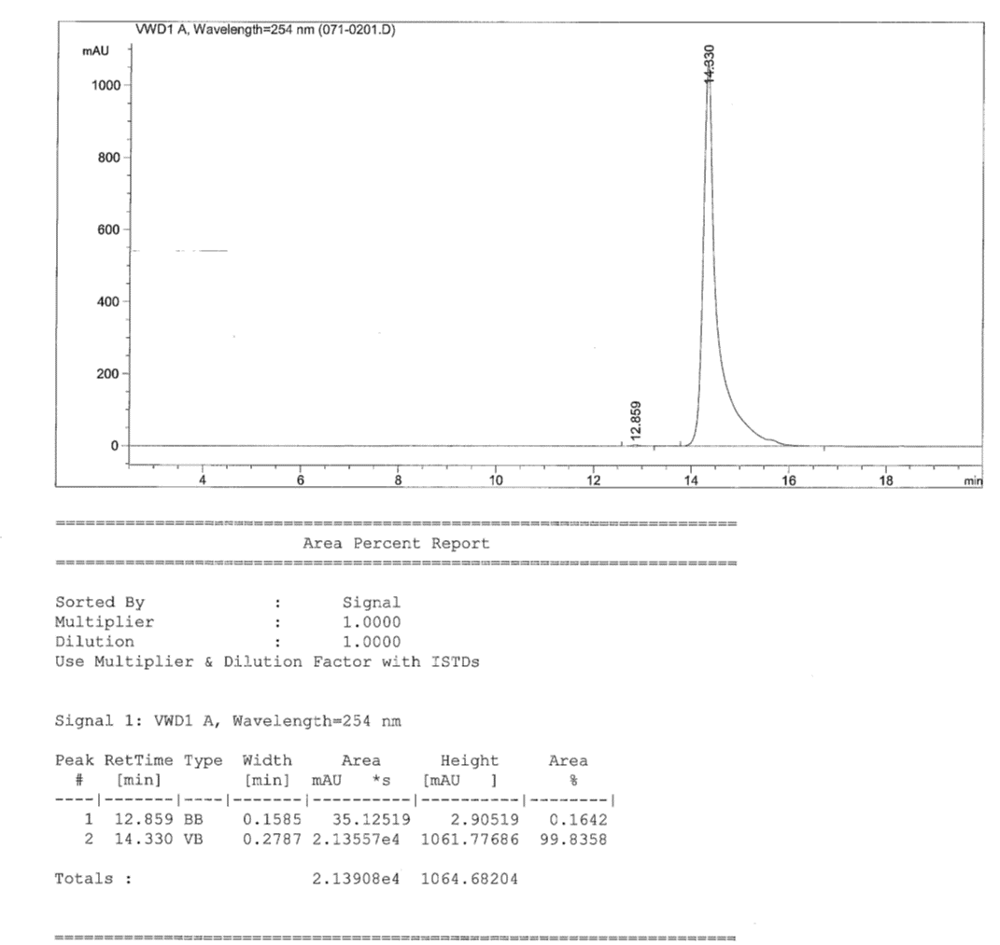 VWD1 A, Wavelength=254 nm (071-0201.D)
mAU
1000
800
600
400
200
0
14.330
12.859
4 6 8 10 12 14 16 18 min
=====================================================================
Area Percent Report
=====================================================================
Sorted By : Signal
Multiplier : 1.0000
Dilution : 1.0000
Use Multiplier & Dilution Factor with ISTDs
Signal 1: VWD1 A, Wavelength=254 nm
Peak RetTime Type Width Area Height Area
# [min] [min] mAU *s [mAU ] %
----|-------|----|-------|----------|----------|--------|
1 12.859 BB 0.1585 35.12519 2.90519 0.1642
2 14.330 VB 0.2787 2.13557e4 1061.77686 99.8358
Totals : 2.13908e4 1064.68204
=====================================================================